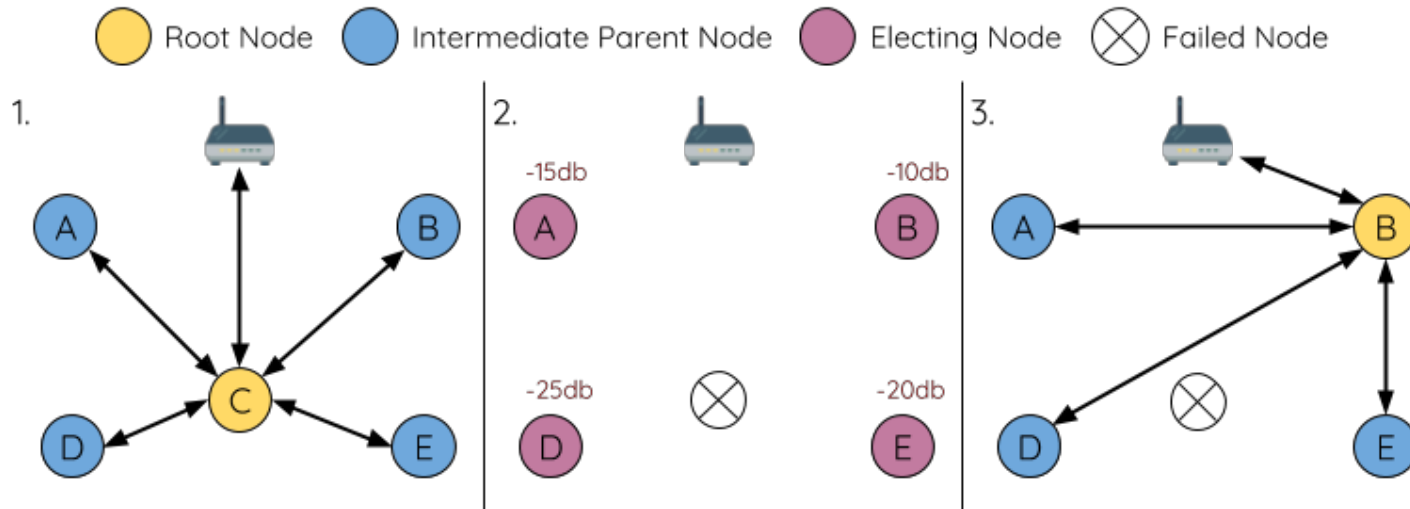 Root Node Intermediate Parent Node Electing Node Failed Node
1. 2. 3.
-15db -10db
A B A B A B
-25db -20db
C
D E D E D E